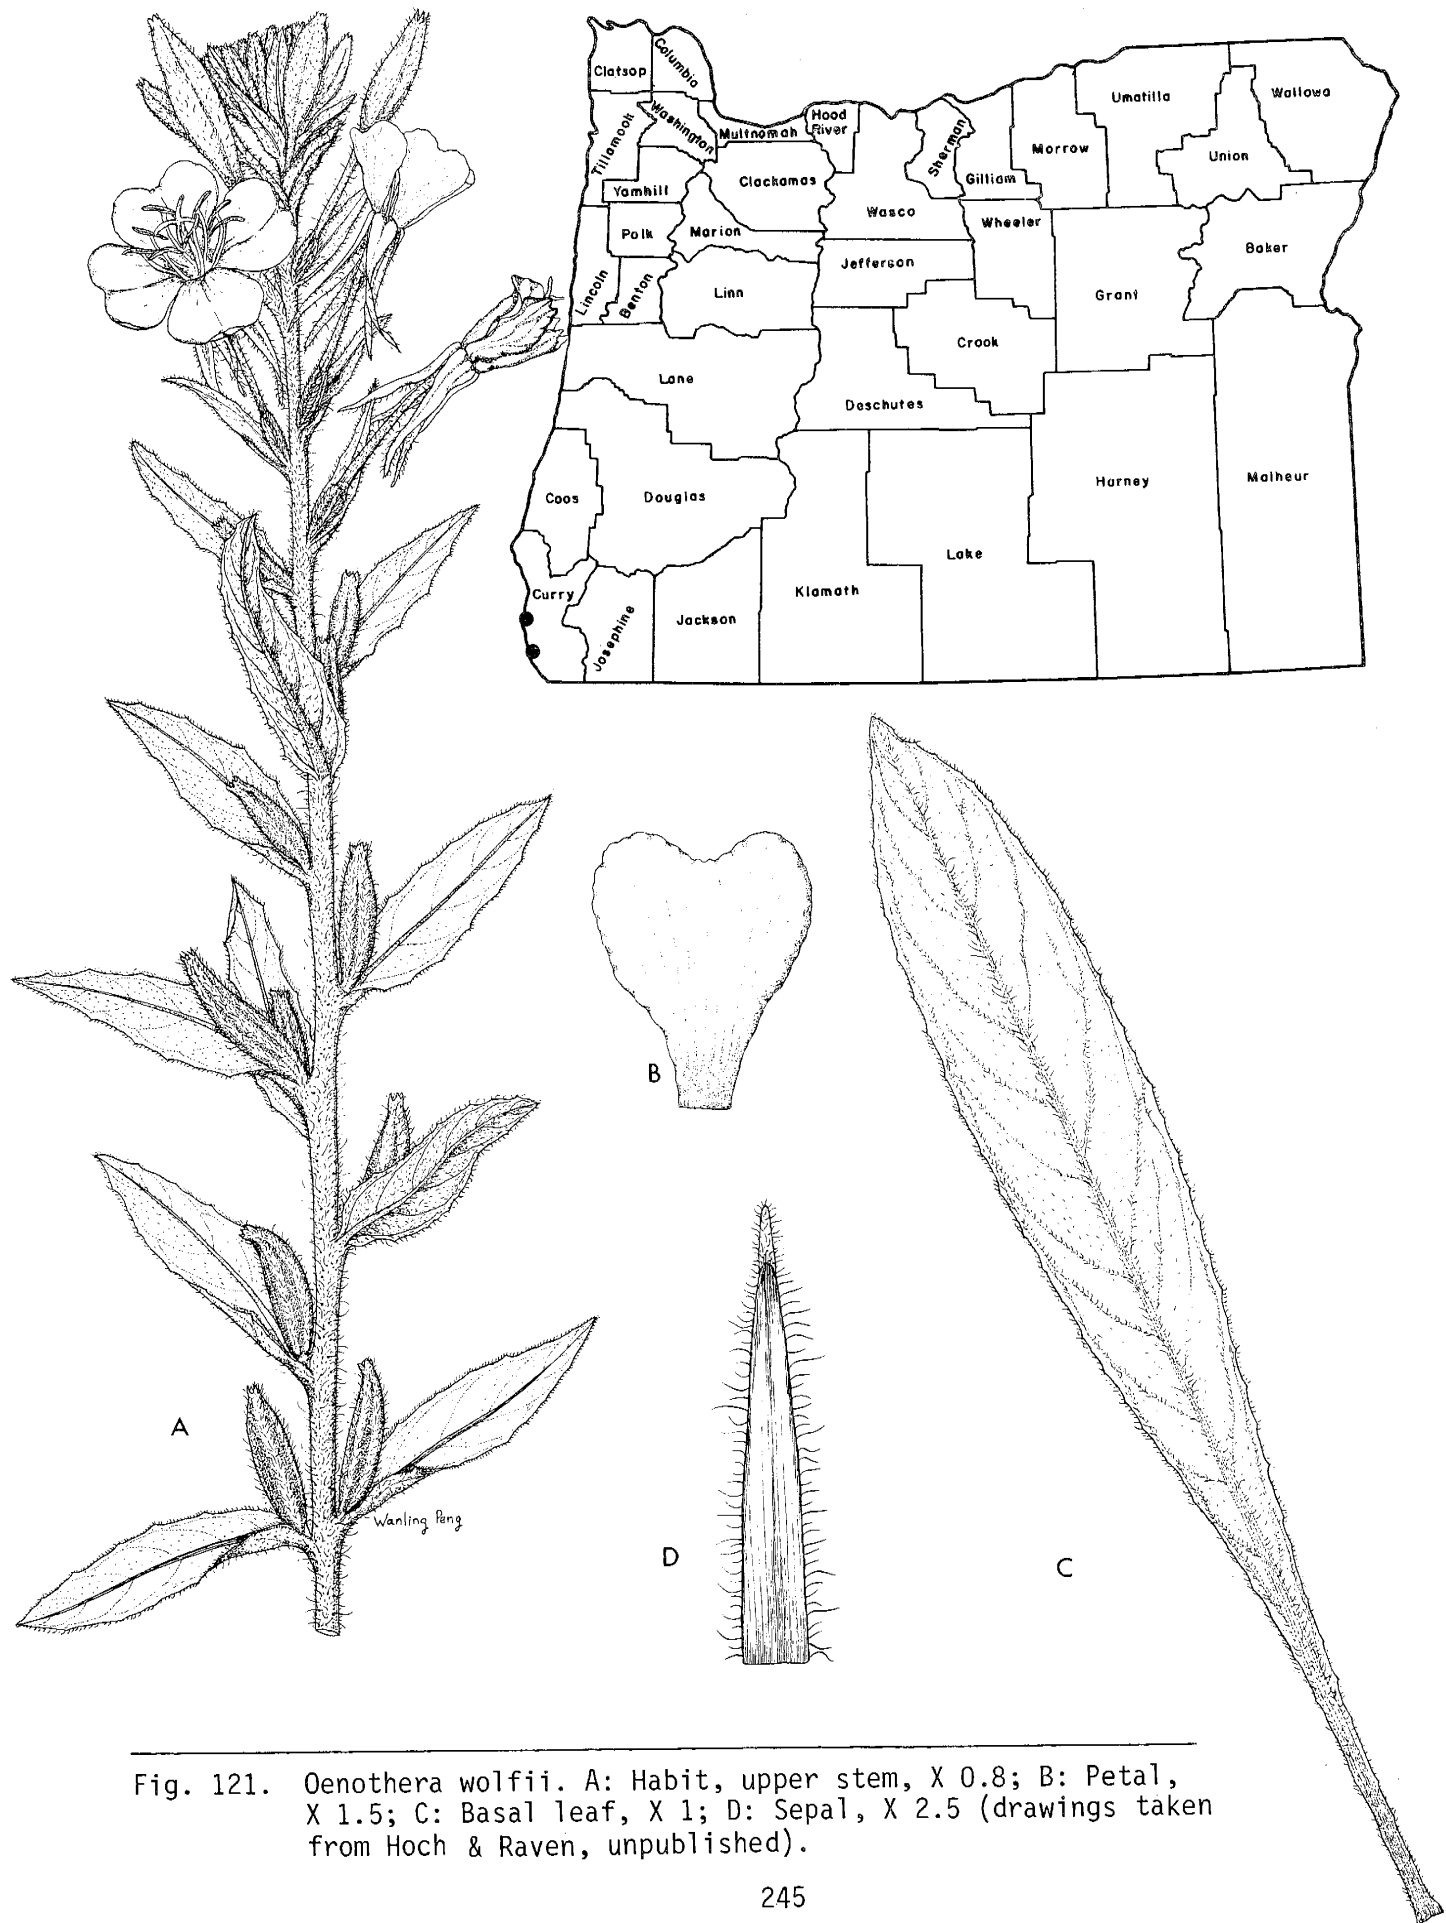 Clatsop
Columbia
Tillamook
Washington
Multnomah
Hood
River
Sherman
Gilliam
Morrow
Umatilla
Union
Wallowa
Yamhill
Clackamas
Wasco
Wheeler
Polk
Marion
Jefferson
Baker
Lincoln
Benton
Linn
Grant
Crook
Lane
Deschutes
Coos
Douglas
Harney
Malheur
Lake
Curry
Josephine
Jackson
Klamath
B
A
Wanling Peng
D
C
Fig. 121. Oenothera wolfii. A: Habit, upper stem, X 0.8; B: Petal,
X 1.5; C: Basal leaf, X 1; D: Sepal, X 2.5 (drawings taken
from Hoch & Raven, unpublished).
245